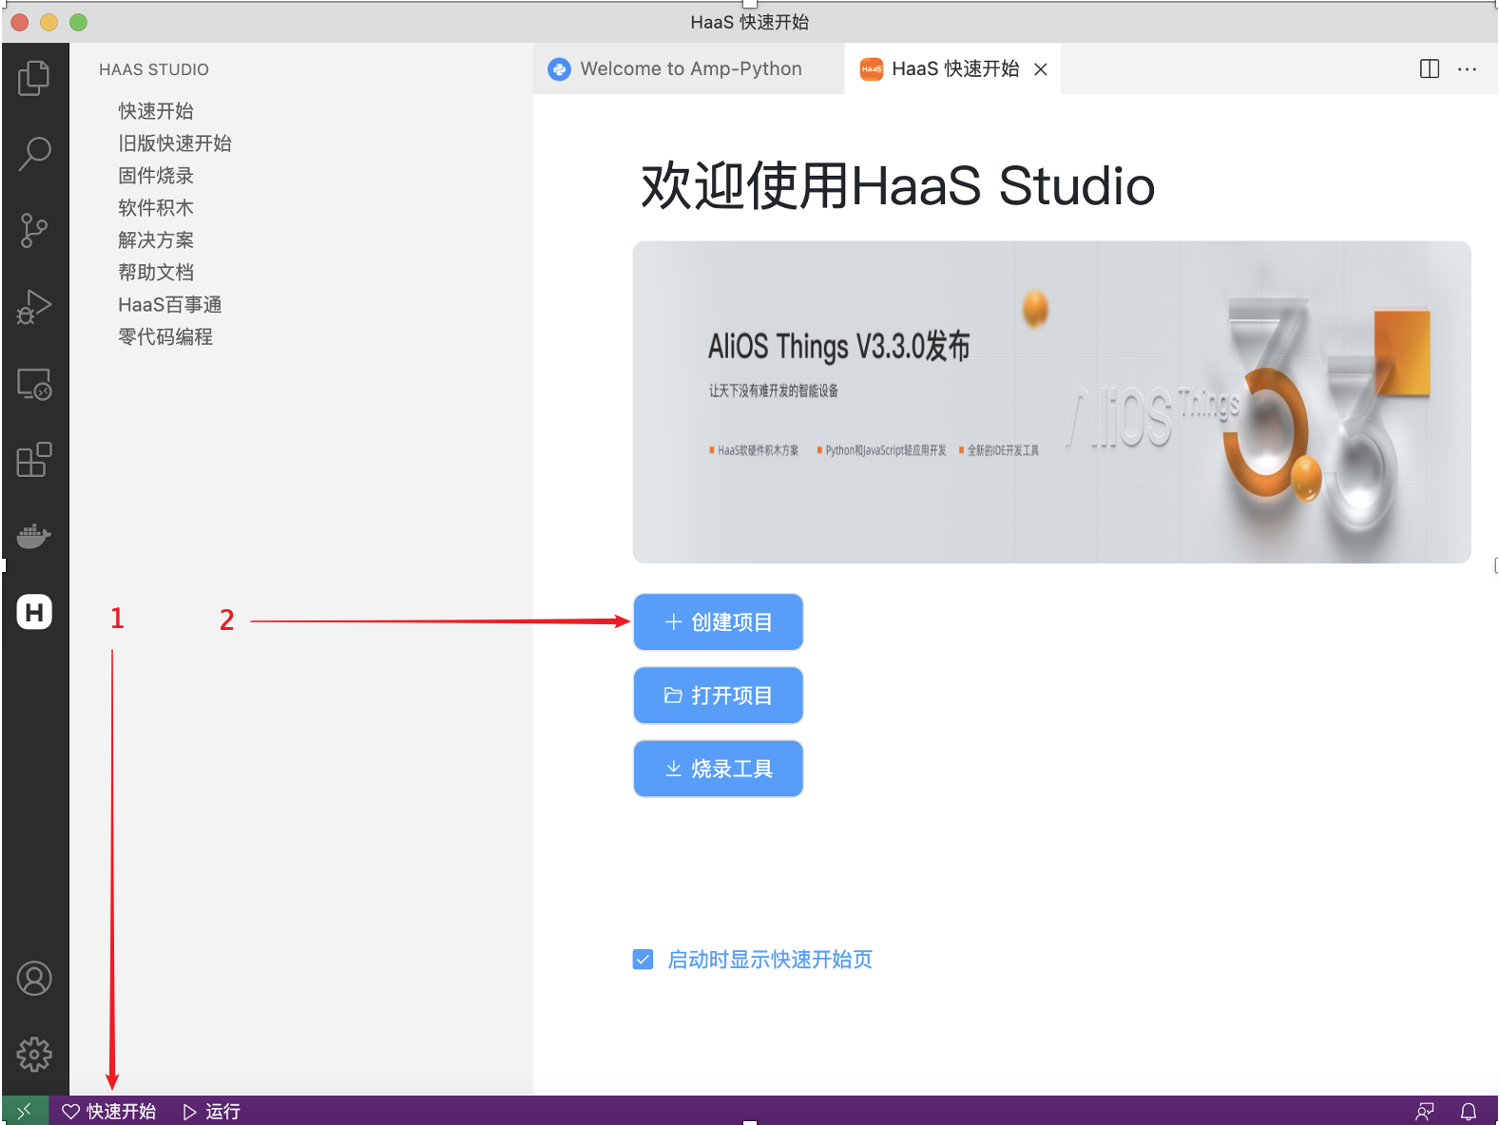 HaaS 快速开始
HAAS STUDIO
快速开始
旧版快速开始
固件烧录
软件积木
解决方案
帮助文档
HaaS百事通
零代码编程
Welcome to Amp-Python
HaaS HaaS 快速开始
欢迎使用HaaS Studio
AliOS Things V3.3.0发布
让天下没有难开发的智能设备
HaaS软硬件积木方案 Python和JavaScript轻应用开发 全新的IDE开发工具
AliOS Things
3.3
H
1 2
创建项目
打开项目
烧录工具
启动时显示快速开始页
快速开始 运行